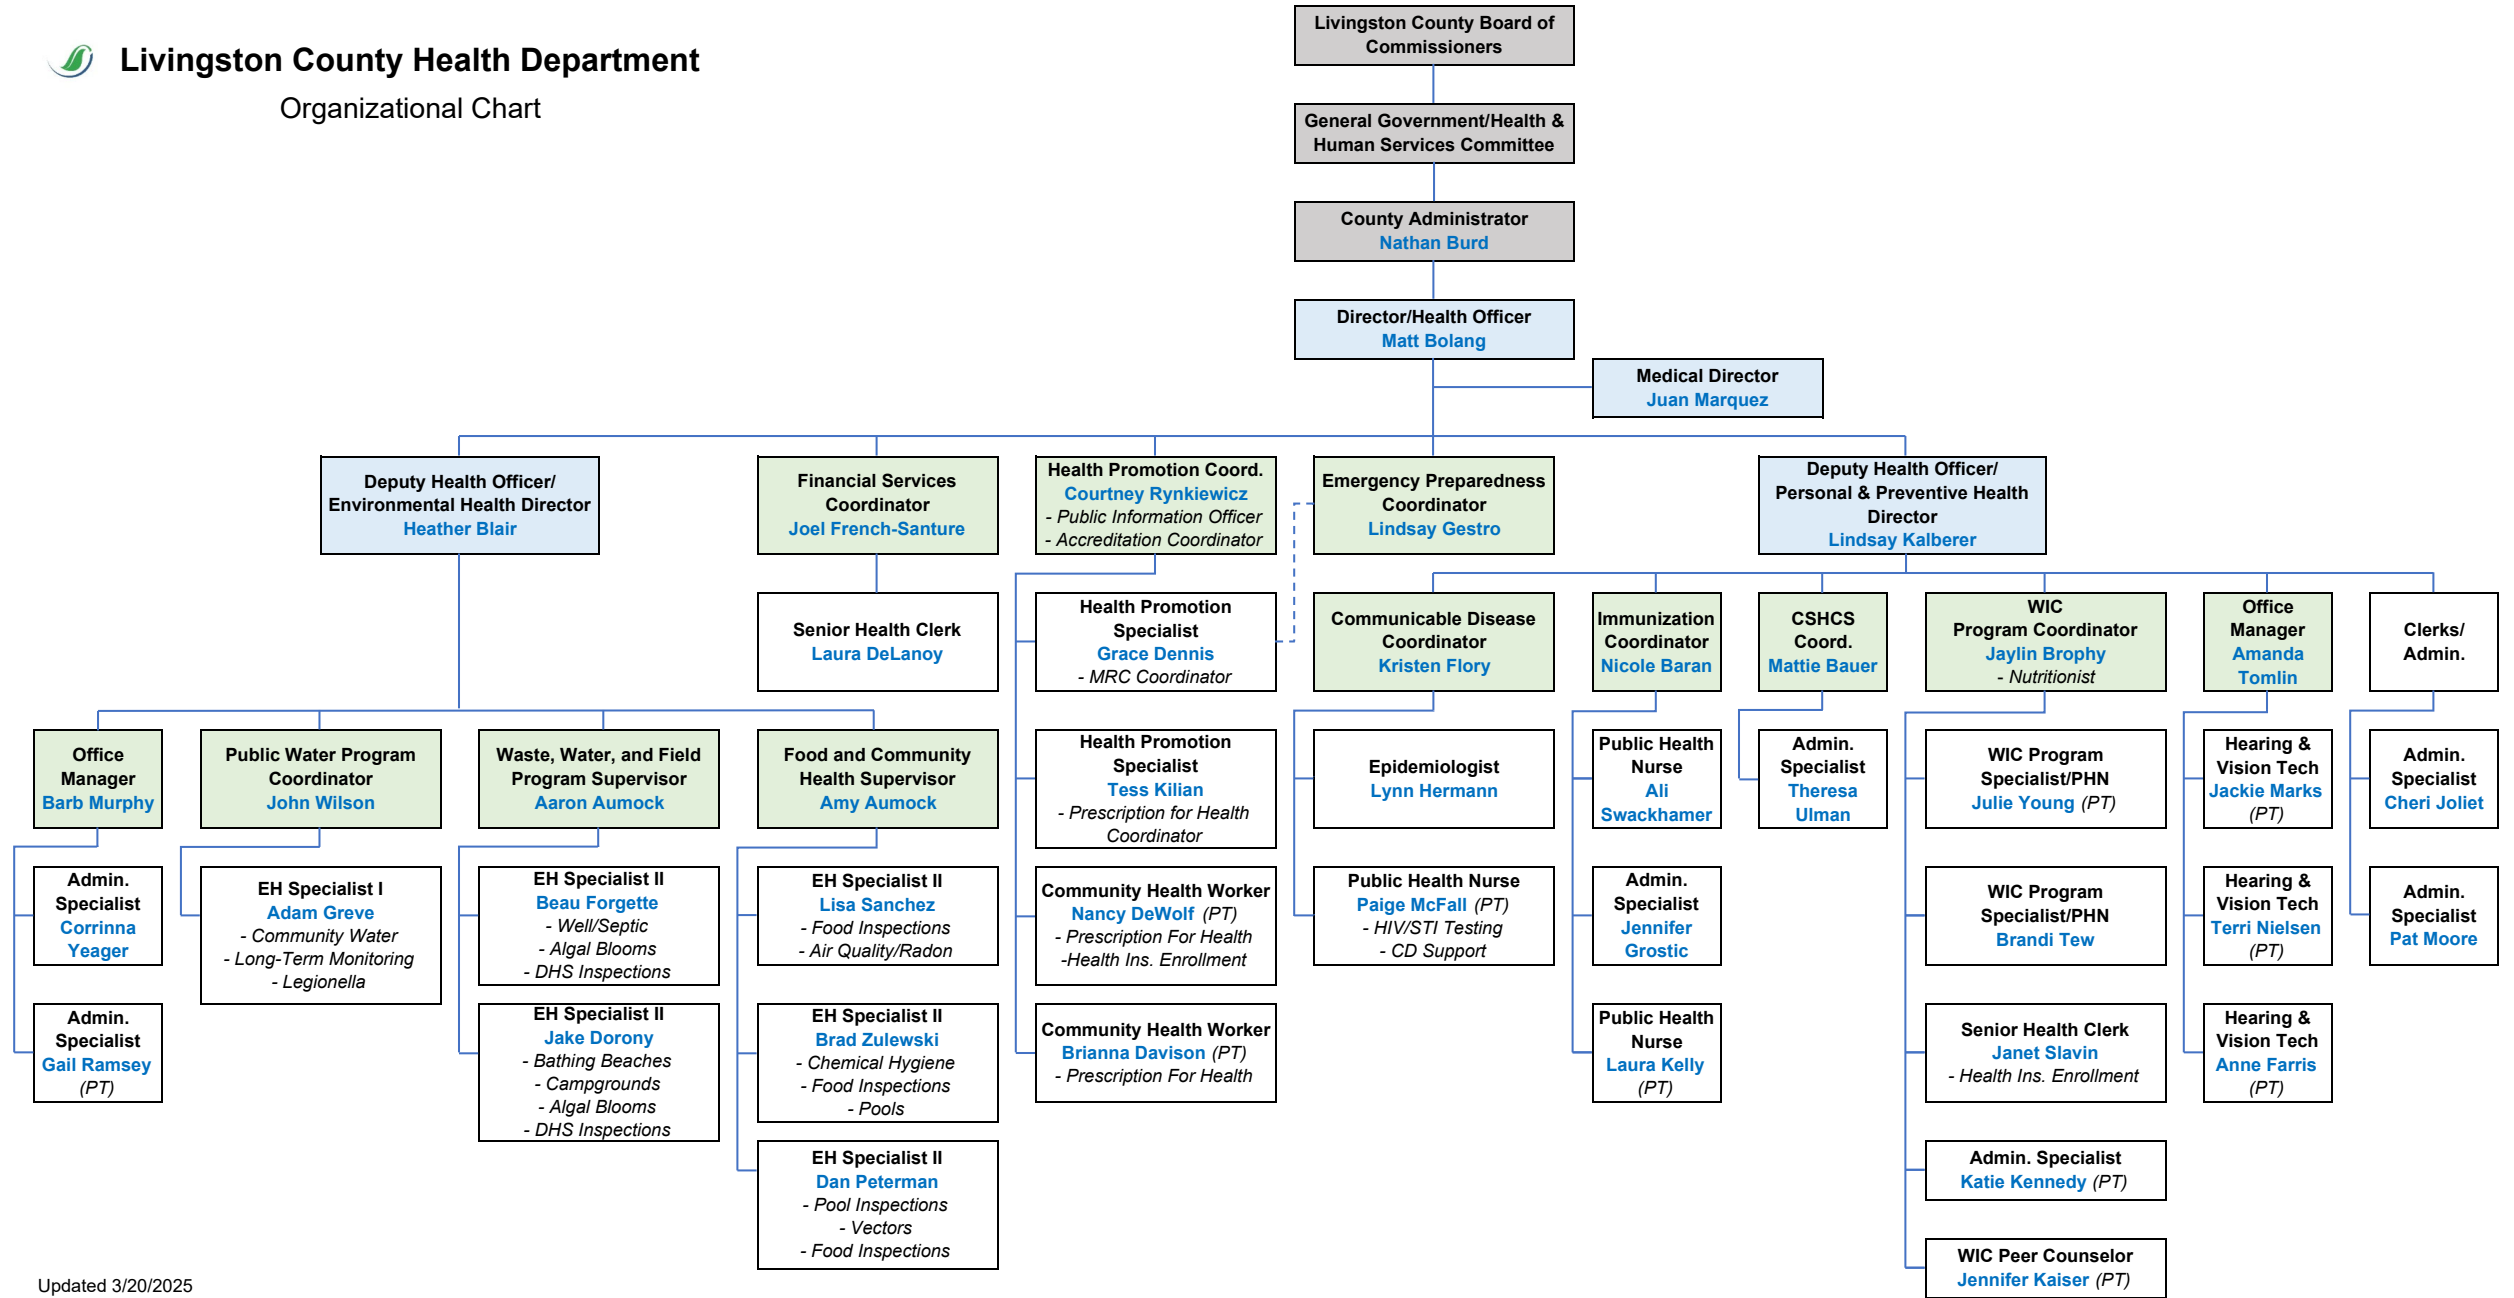 Livingston County Health Department
Organizational Chart
Livingston County Board of
Commissioners
General Government/Health &
Human Services Committee
County Administrator
Nathan Burd
Director/Health Officer
Matt Bolang
Medical Director
Juan Marquez
Deputy Health Officer/
Environmental Health Director
Heather Blair
Financial Services
Coordinator
Joel French-Santure
Health Promotion Coord.
Courtney Rynkiewicz
- Public Information Officer
- Accreditation Coordinator
Emergency Preparedness
Coordinator
Lindsay Gestro
Deputy Health Officer/
Personal & Preventive Health
Director
Lindsay Kalberer
Senior Health Clerk
Laura DeLanoy
Health Promotion
Specialist
Grace Dennis
- MRC Coordinator
Communicable Disease
Coordinator
Kristen Flory
Immunization
Coordinator
Nicole Baran
CSHCS
Coord.
Mattie Bauer
WIC
Program Coordinator
Jaylin Brophy
- Nutritionist
Office
Manager
Amanda
Tomlin
Clerks/
Admin.
Office
Manager
Barb Murphy
Public Water Program
Coordinator
John Wilson
Waste, Water, and Field
Program Supervisor
Aaron Aumock
Food and Community
Health Supervisor
Amy Aumock
Health Promotion
Specialist
Tess Kilian
- Prescription for Health
Coordinator
Epidemiologist
Lynn Hermann
Public Health
Nurse
Ali
Swackhamer
Admin.
Specialist
Theresa
Ulman
WIC Program
Specialist/PHN
Julie Young (PT)
Hearing &
Vision Tech
Jackie Marks
(PT)
Admin.
Specialist
Cheri Joliet
Admin.
Specialist
Corrinna
Yeager
EH Specialist I
Adam Greve
- Community Water
- Long-Term Monitoring
- Legionella
EH Specialist II
Beau Forgette
- Well/Septic
- Algal Blooms
- DHS Inspections
EH Specialist II
Lisa Sanchez
- Food Inspections
- Air Quality/Radon
Community Health Worker
Nancy DeWolf (PT)
- Prescription For Health
-Health Ins. Enrollment
Public Health Nurse
Paige McFall (PT)
- HIV/STI Testing
- CD Support
Admin.
Specialist
Jennifer
Grostic
WIC Program
Specialist/PHN
Brandi Tew
Hearing &
Vision Tech
Terri Nielsen
(PT)
Admin.
Specialist
Pat Moore
Admin.
Specialist
Gail Ramsey
(PT)
EH Specialist II
Jake Dorony
- Bathing Beaches
- Campgrounds
- Algal Blooms
- DHS Inspections
EH Specialist II
Brad Zulewski
- Chemical Hygiene
- Food Inspections
- Pools
Community Health Worker
Brianna Davison (PT)
- Prescription For Health
Public Health
Nurse
Laura Kelly
(PT)
Senior Health Clerk
Janet Slavin
- Health Ins. Enrollment
Hearing &
Vision Tech
Anne Farris
(PT)
EH Specialist II
Dan Peterman
- Pool Inspections
- Vectors
- Food Inspections
Admin. Specialist
Katie Kennedy (PT)
WIC Peer Counselor
Jennifer Kaiser (PT)
Updated 3/20/2025